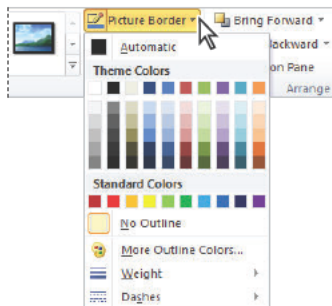 Picture Border
Bring Forward
Backward
on Pane
Arrange
Automatic
Theme Colors
Standard Colors
No Outline
More Outline Colors...
Weight
Dashes